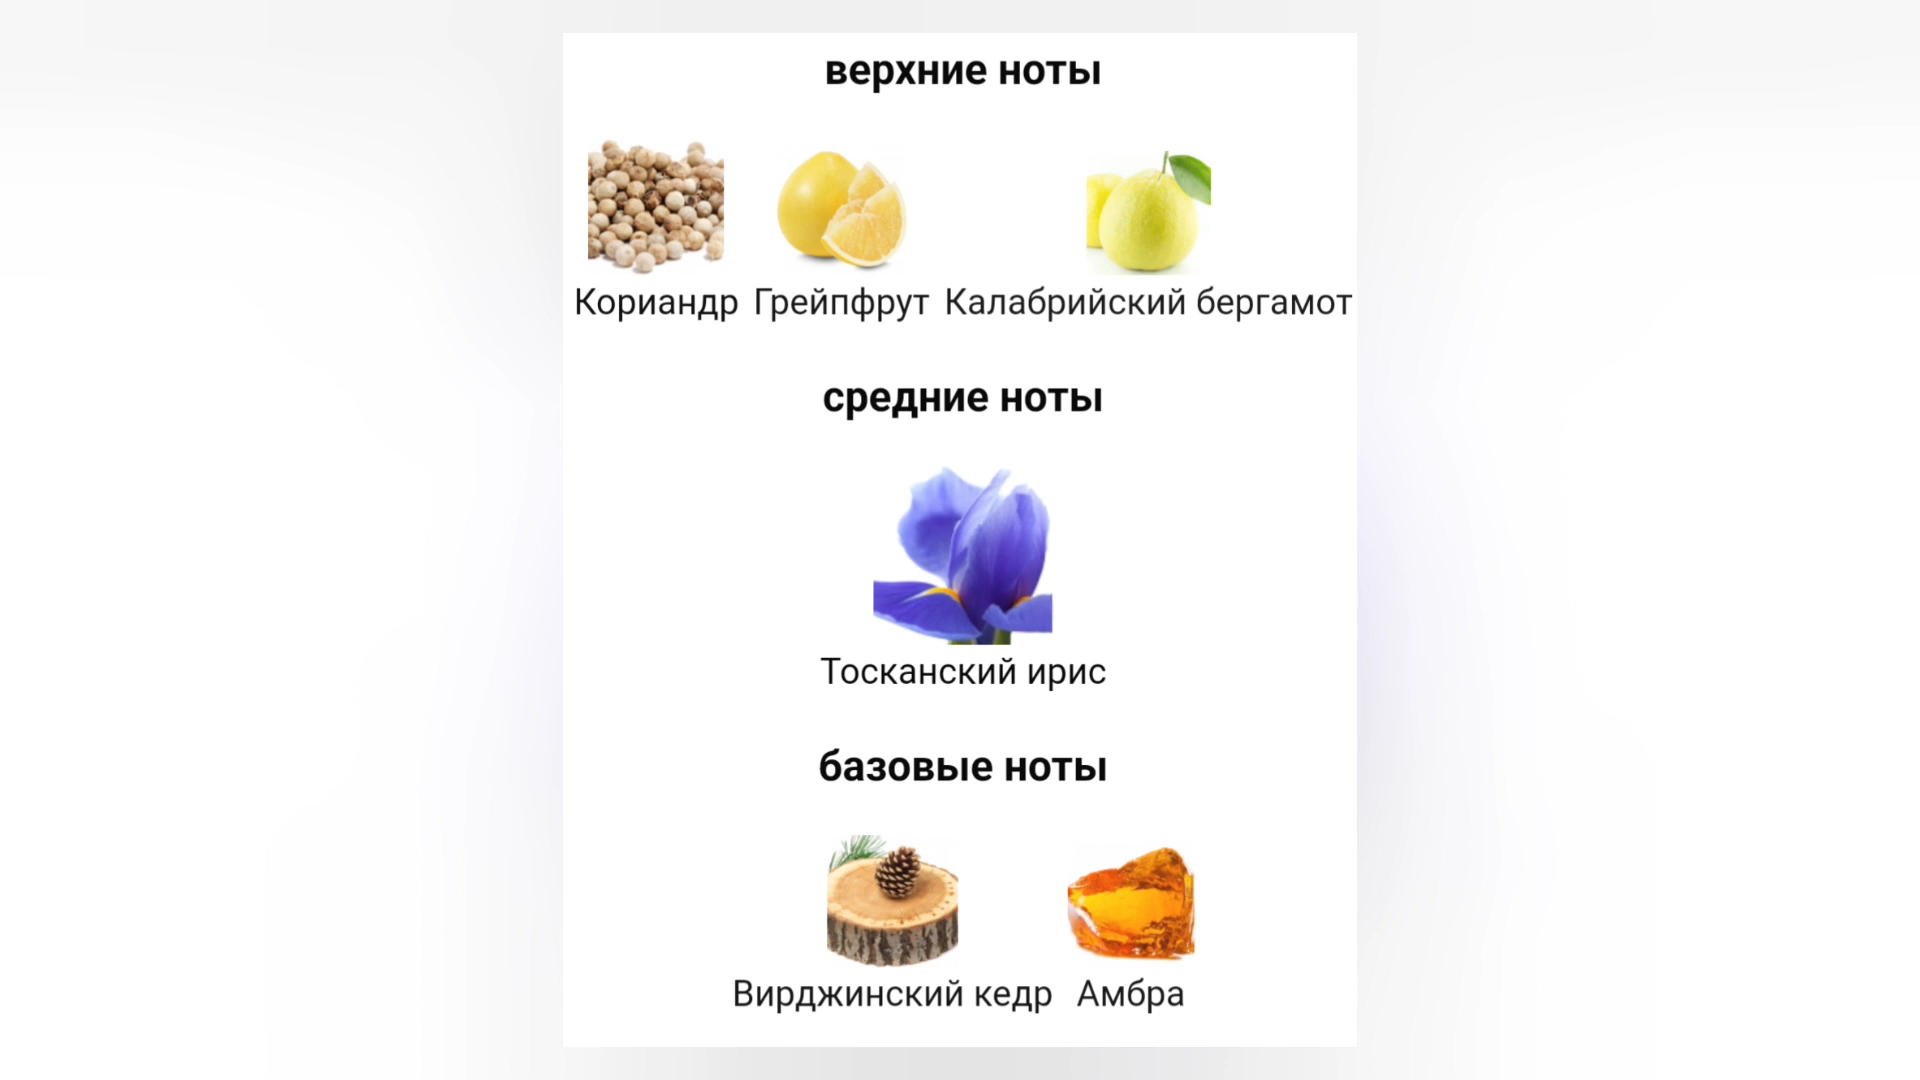 верхние ноты
Кориандр Грейпфрут Калабрийский бергамот
средние ноты
Тосканский ирис
базовые ноты
Вирджинский кедр Амбра